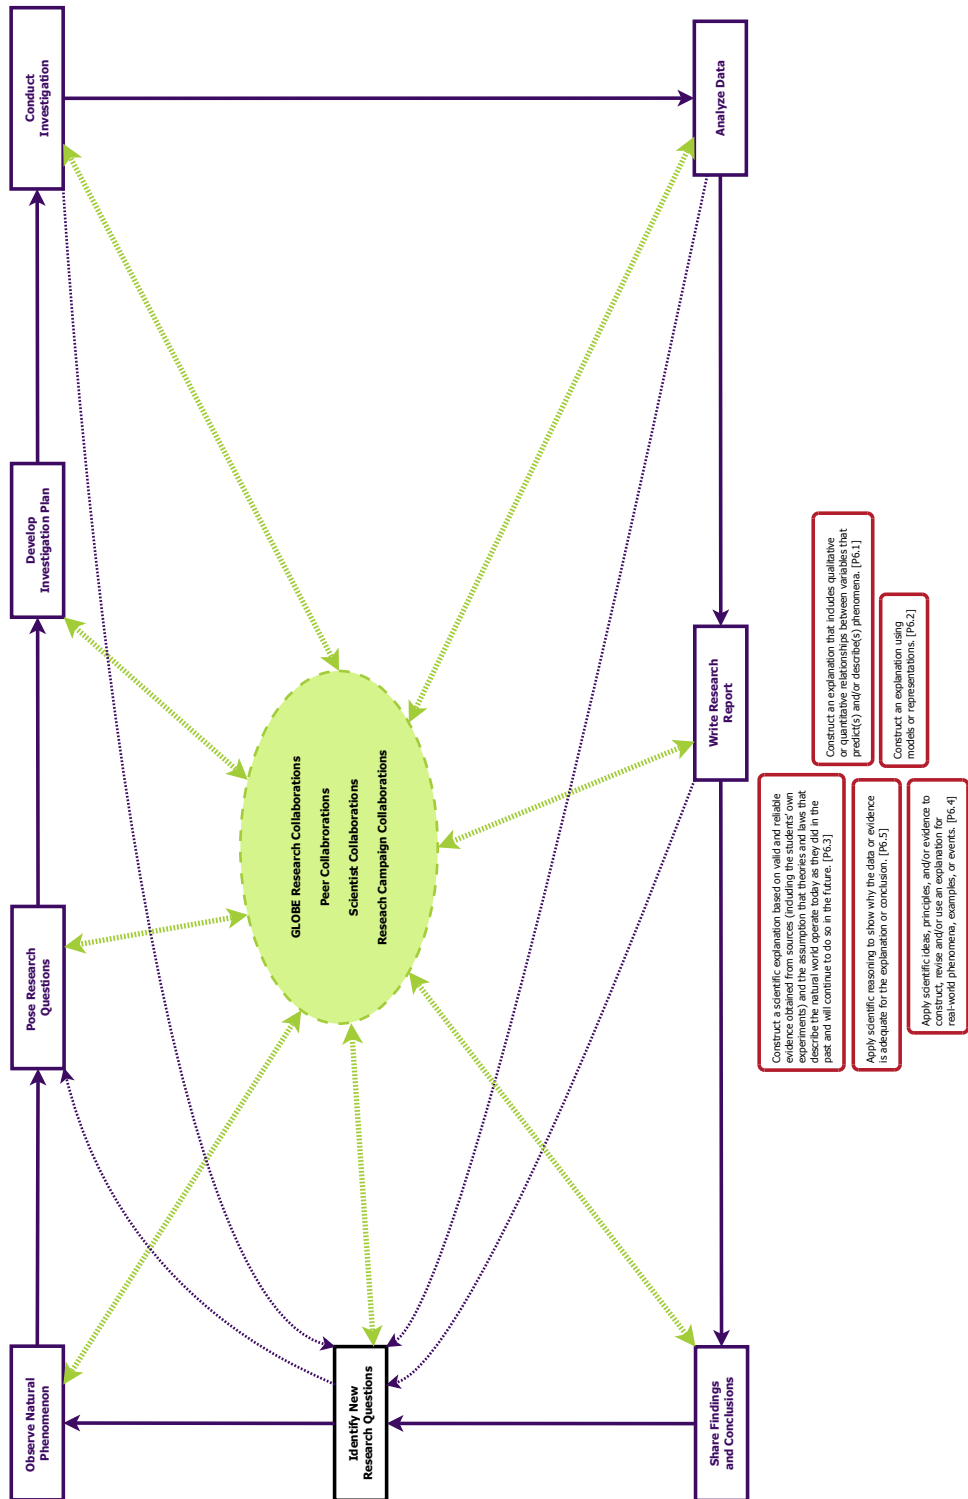 Observe Natural
Phenomenon
Pose Research
Questions
Develop
Investigation Plan
Conduct
Investigation
Identify New
Research Questions
GLOBE Research Collaborations
Peer Collabrorations
Scientist Collaborations
Reseach Campaign Collaborations
Share Findings
and Conclusions
Write Research
Report
Analyze Data
Construct a scientific explanation based on valid and reliable
evidence obtained from sources (including the students' own
experiments) and the assumption that theories and laws that
describe the natural world operate today as they did in the
past and will continue to do so in the future. [P6.3]
Construct an explanation that includes qualitative
or quantitative relationships between variables that
predict(s) and/or describe(s) phenomena. [P6.1]
Apply scientific reasoning to show why the data or evidence
is adequate for the explanation or conclusion. [P6.5]
Construct an explanation using
models or representations. [P6.2]
Apply scientific ideas, principles, and/or evidence to
construct, revise and/or use an explanation for
real-world phenomena, examples, or events. [P6.4]